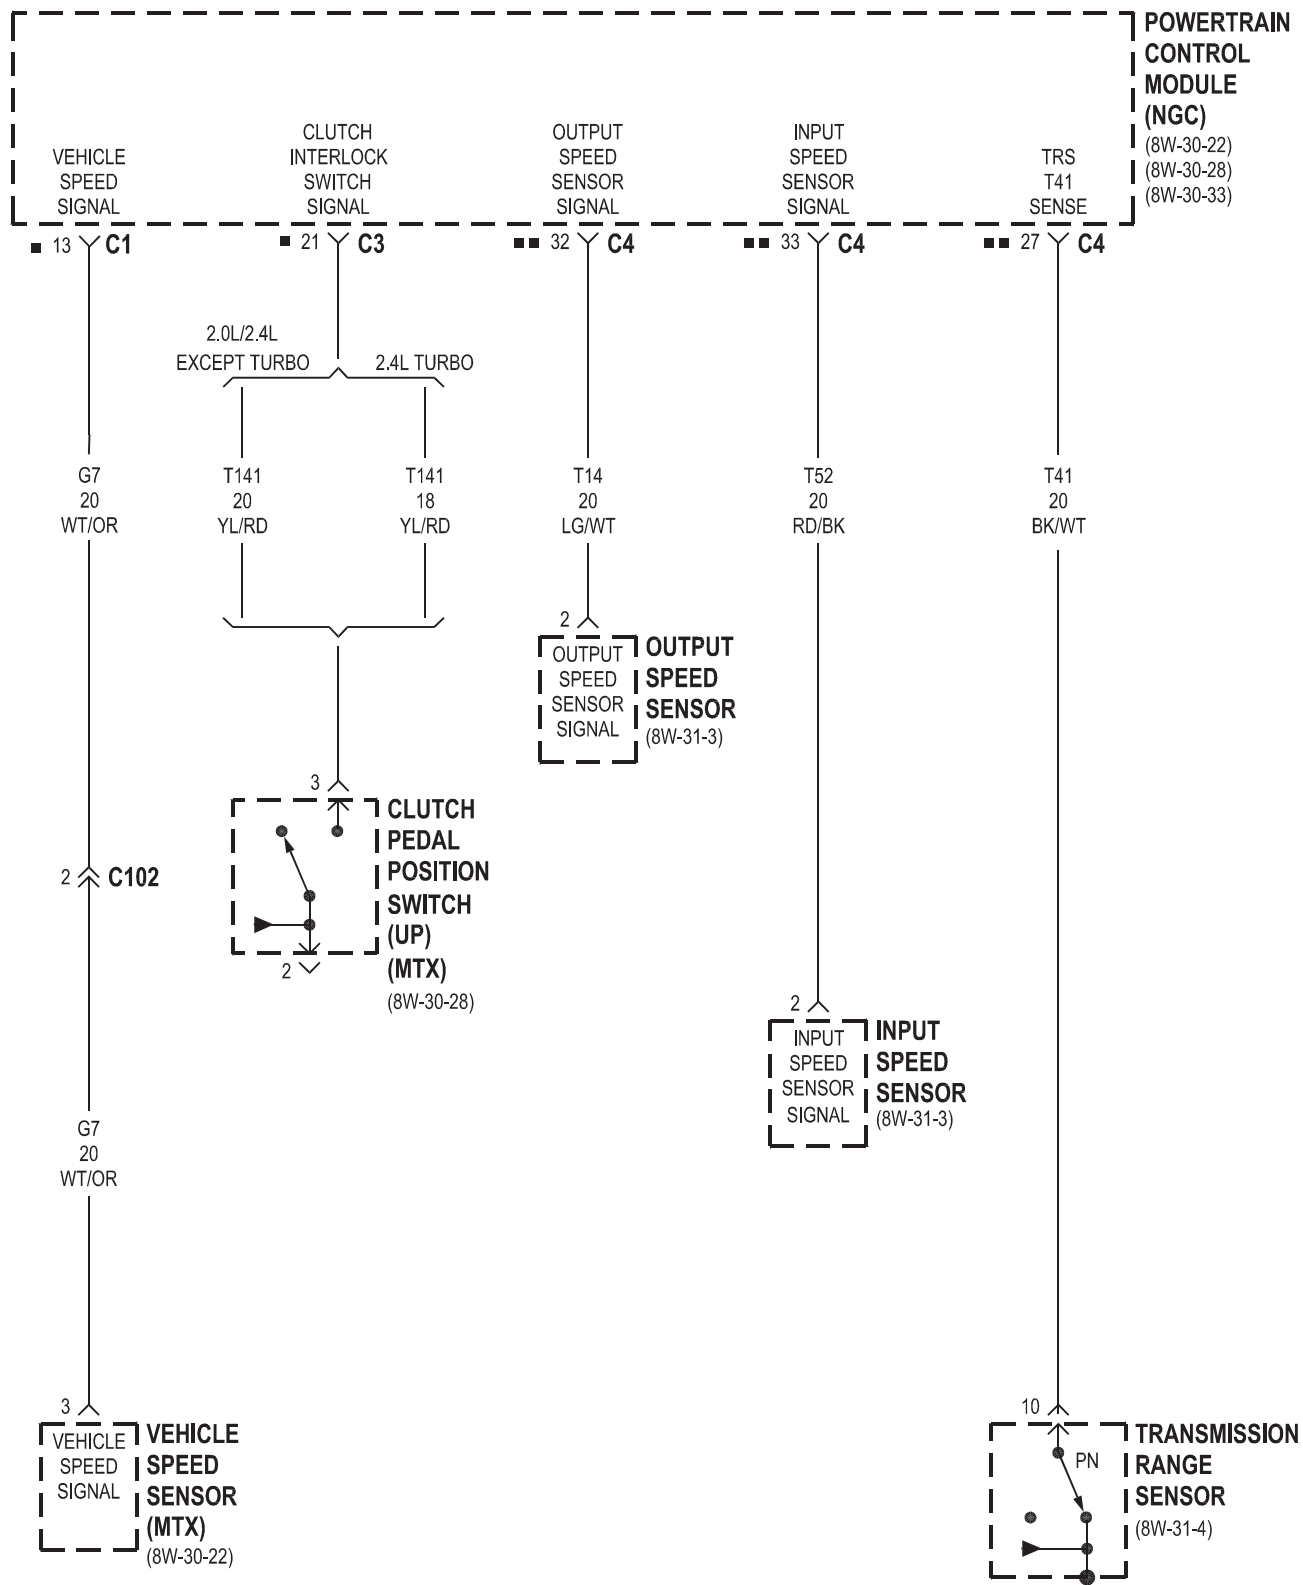 POWERTRAIN
CONTROL
MODULE
(NGC)
(8W-30-22)
(8W-30-28)
(8W-30-33)
VEHICLE
SPEED
SIGNAL
CLUTCH
INTERLOCK
SWITCH
SIGNAL
OUTPUT
SPEED
SENSOR
SIGNAL
INPUT
SPEED
SENSOR
SIGNAL
TRS
T41
SENSE
13 C1
21 C3
32 C4
33 C4
27 C4
2.0L/2.4L
EXCEPT TURBO
2.4L TURBO
G7
20
WT/OR
T141
20
YL/RD
T141
18
YL/RD
T14
20
LG/WT
T52
20
RD/BK
T41
20
BK/WT
2
OUTPUT
SPEED
SENSOR
SIGNAL
OUTPUT
SPEED
SENSOR
(8W-31-3)
3
CLUTCH
PEDAL
POSITION
SWITCH
(UP)
(MTX)
(8W-30-28)
2
2 C102
2
INPUT
SPEED
SENSOR
SIGNAL
INPUT
SPEED
SENSOR
(8W-31-3)
G7
20
WT/OR
3
VEHICLE
SPEED
SIGNAL
VEHICLE
SPEED
SENSOR
(MTX)
(8W-30-22)
10
PN
TRANSMISSION
RANGE
SENSOR
(8W-31-4)